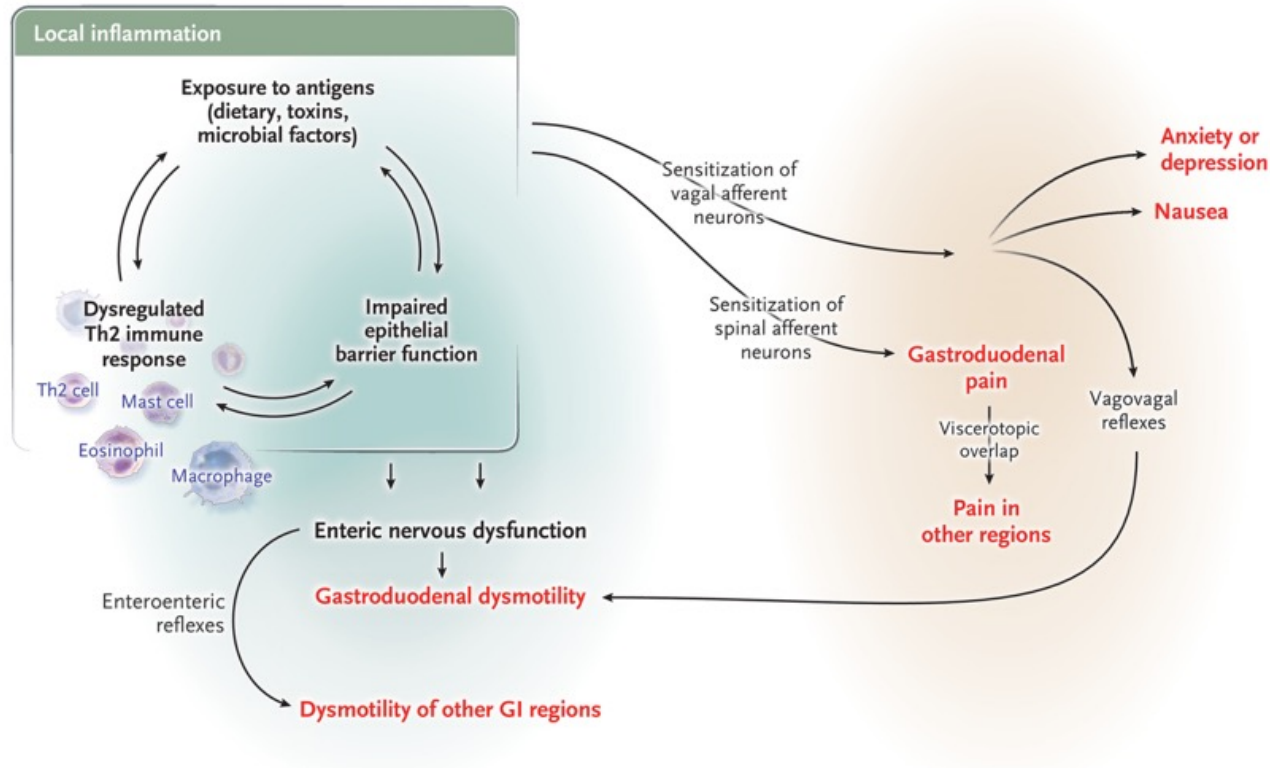 Local inflammation
Exposure to antigens
(dietary, toxins,
microbial factors)
Dysregulated
Th2 immune
response
Impaired
epithelial
barrier function
Th2 cell
Mast cell
Eosinophil
Macrophage
Enteric nervous dysfunction
Gastroduodenal dysmotility
Enteroenteric
reflexes
Dysmotility of other GI regions
Sensitization of
vagal afferent
neurons
Sensitization of
spinal afferent
neurons
Anxiety or
depression
Nausea
Gastroduodenal
pain
Viscerotopic
overlap
Pain in
other regions
Vagovagal
reflexes